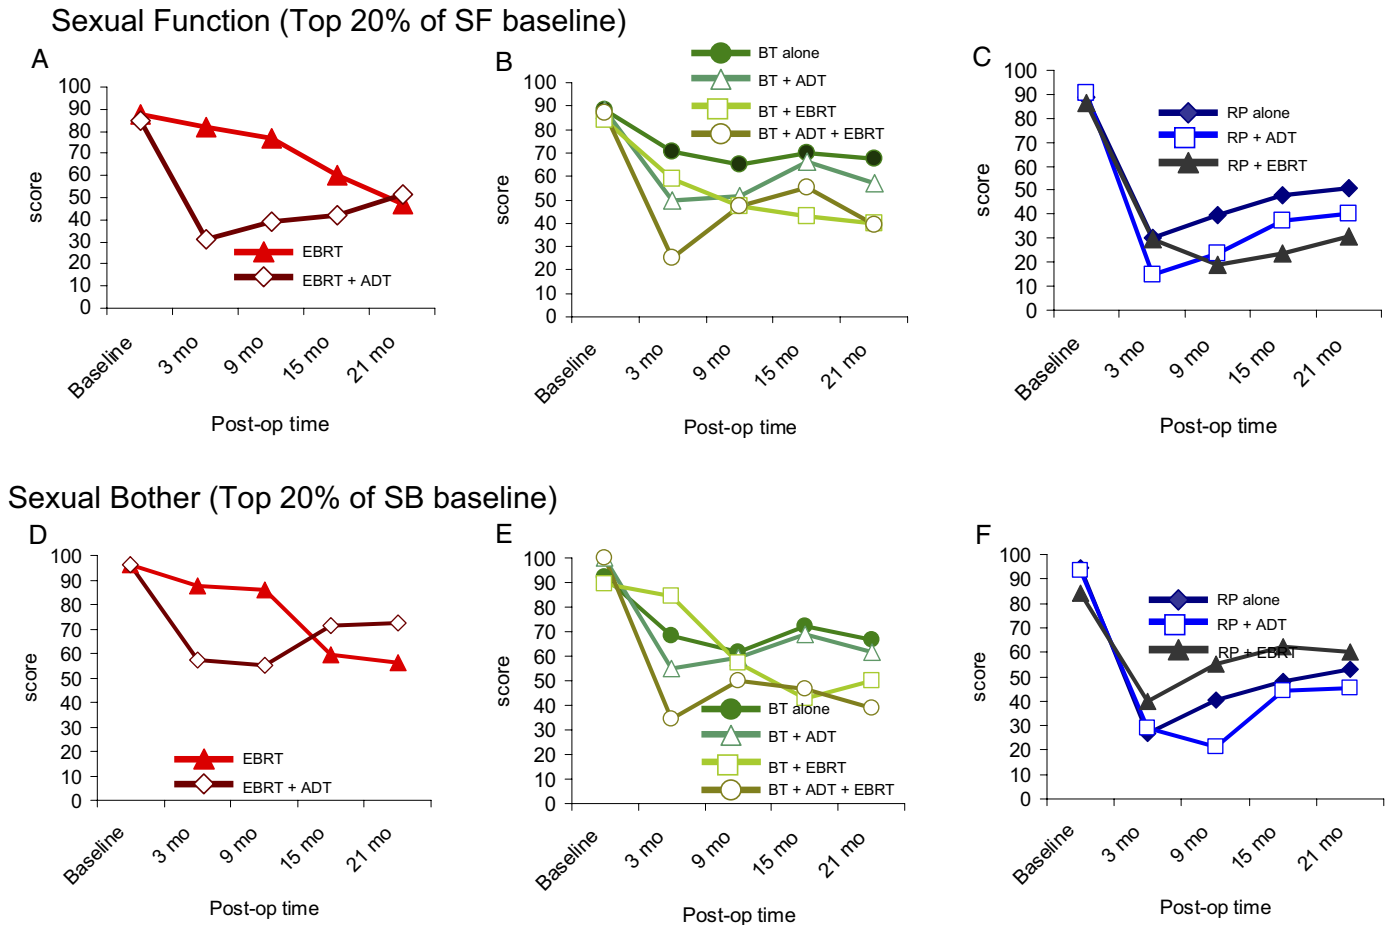 Sexual Function (Top 20% of SF baseline)
A
100
90
80
70
60
50
40
30
20
10
0
score
EBRT
EBRT + ADT
Baseline
3 mo
9 mo
15 mo
21 mo
Post-op time
B
BT alone
BT + ADT
BT + EBRT
BT + ADT + EBRT
100
90
80
70
60
50
40
30
20
10
0
score
Baseline
3 mo
9 mo
15 mo
21 mo
Post-op time
C
100
90
80
70
60
50
40
30
20
10
0
score
RP alone
RP + ADT
RP + EBRT
Baseline
3 mo
9 mo
15 mo
21 mo
Post-op time
Sexual Bother (Top 20% of SB baseline)
D
100
90
80
70
60
50
40
30
20
10
0
score
EBRT
EBRT + ADT
Baseline
3 mo
9 mo
15 mo
21 mo
Post-op time
E
100
90
80
70
60
50
40
30
20
10
0
score
BT alone
BT + ADT
BT + EBRT
BT + ADT + EBRT
Baseline
3 mo
9 mo
15 mo
21 mo
Post-op time
F
100
90
80
70
60
50
40
30
20
10
0
score
RP alone
RP + ADT
RP + EBRT
Baseline
3 mo
9 mo
15 mo
21 mo
Post-op time